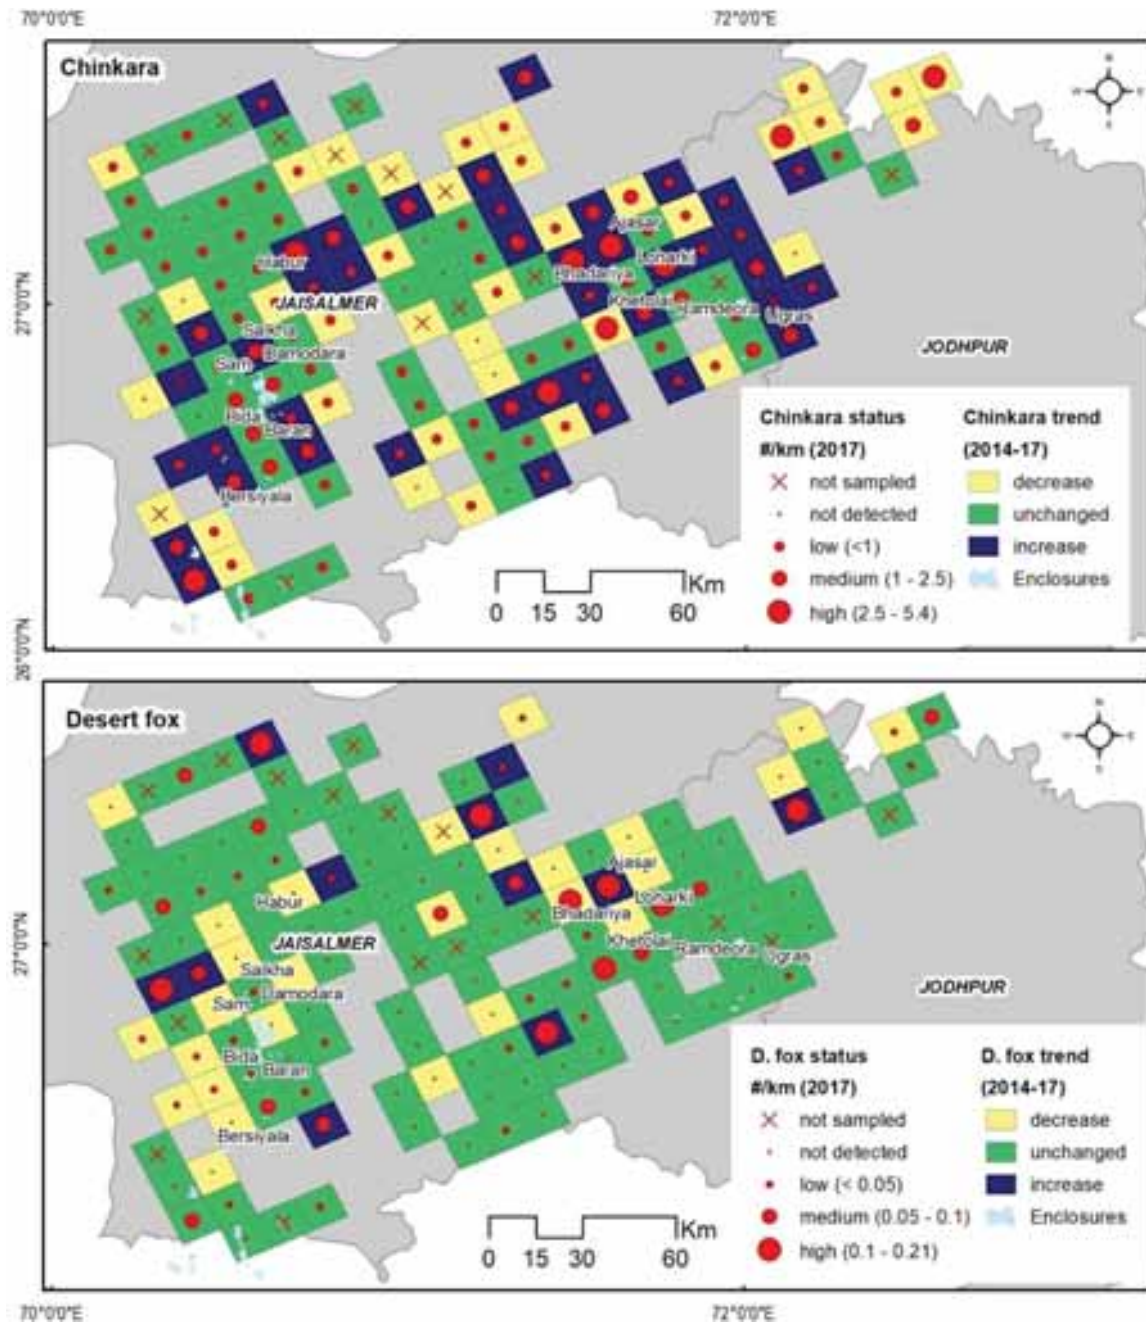 70°0'0"E 72°0'0"E
Chinkara
N
W E
S
Ajasar
Habur
Loharki
Bhadariya
27°0'0"N
JAISALMER
Khetolai
Ramdeora
Ugras
Salkha
Damodara
Sam
JODHPUR
Bida
Baran
Bersiyala
Chinkara status
#/km (2017)
not sampled
not detected
low (<1)
medium (1 - 2.5)
high (2.5 - 5.4)
Chinkara trend
(2014-17)
decrease
unchanged
increase
Enclosures
Km
0 15 30 60
26°0'0"N
Desert fox
N
W E
S
Ajasar
Habur
Loharki
Bhadariya
27°0'0"N
JAISALMER
Khetolai
Ramdeora
Ugras
Salkha
Damodara
Sam
JODHPUR
Bida
Baran
Bersiyala
D. fox status
#/km (2017)
not sampled
not detected
low (< 0.05)
medium (0.05 - 0.1)
high (0.1 - 0.21)
D. fox trend
(2014-17)
decrease
unchanged
increase
Enclosures
Km
0 15 30 60
70°0'0"E 72°0'0"E